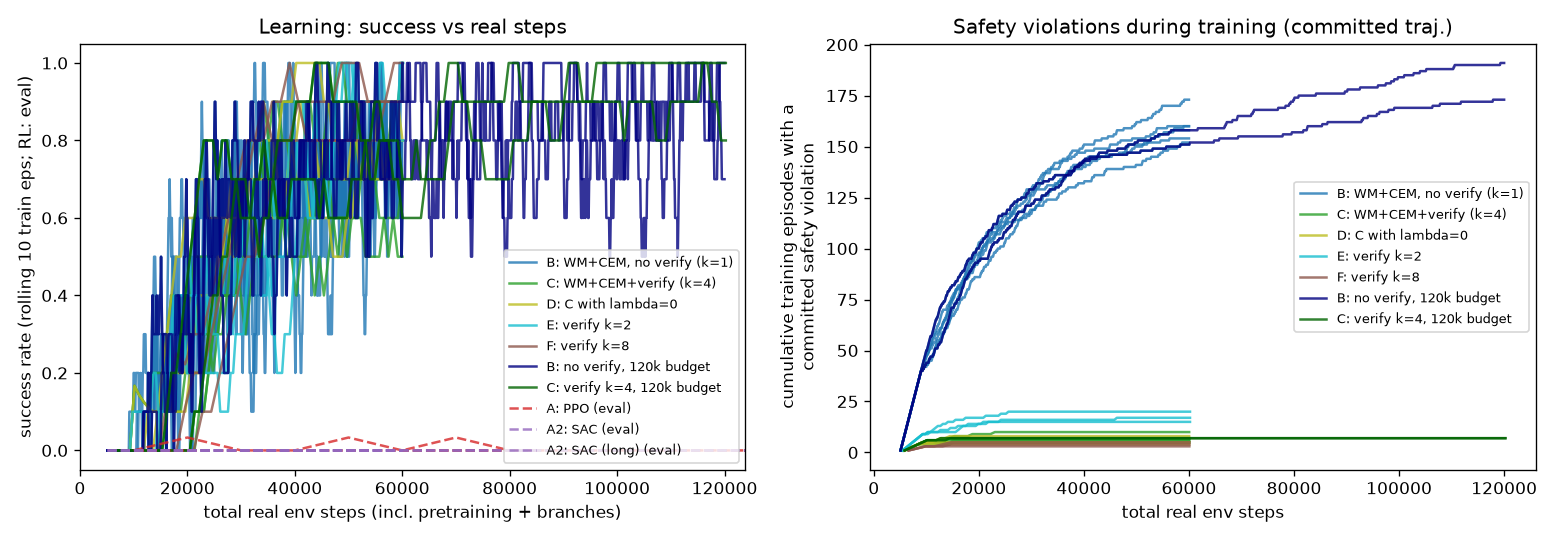 Learning: success vs real steps
success rate (rolling 10 train eps; RL: eval)
1.0
0.8
0.6
0.4
0.2
0.0
B: WM+CEM, no verify (k=1)
C: WM+CEM+verify (k=4)
D: C with lambda=0
E: verify k=2
F: verify k=8
B: no verify, 120k budget
C: verify k=4, 120k budget
A: PPO (eval)
A2: SAC (eval)
A2: SAC (long) (eval)
0 20000 40000 60000 80000 100000 120000
total real env steps (incl. pretraining + branches)
Safety violations during training (committed traj.)
cumulative training episodes with a
committed safety violation
200
175
150
125
100
75
50
25
0
B: WM+CEM, no verify (k=1)
C: WM+CEM+verify (k=4)
D: C with lambda=0
E: verify k=2
F: verify k=8
B: no verify, 120k budget
C: verify k=4, 120k budget
0 20000 40000 60000 80000 100000 120000
total real env steps